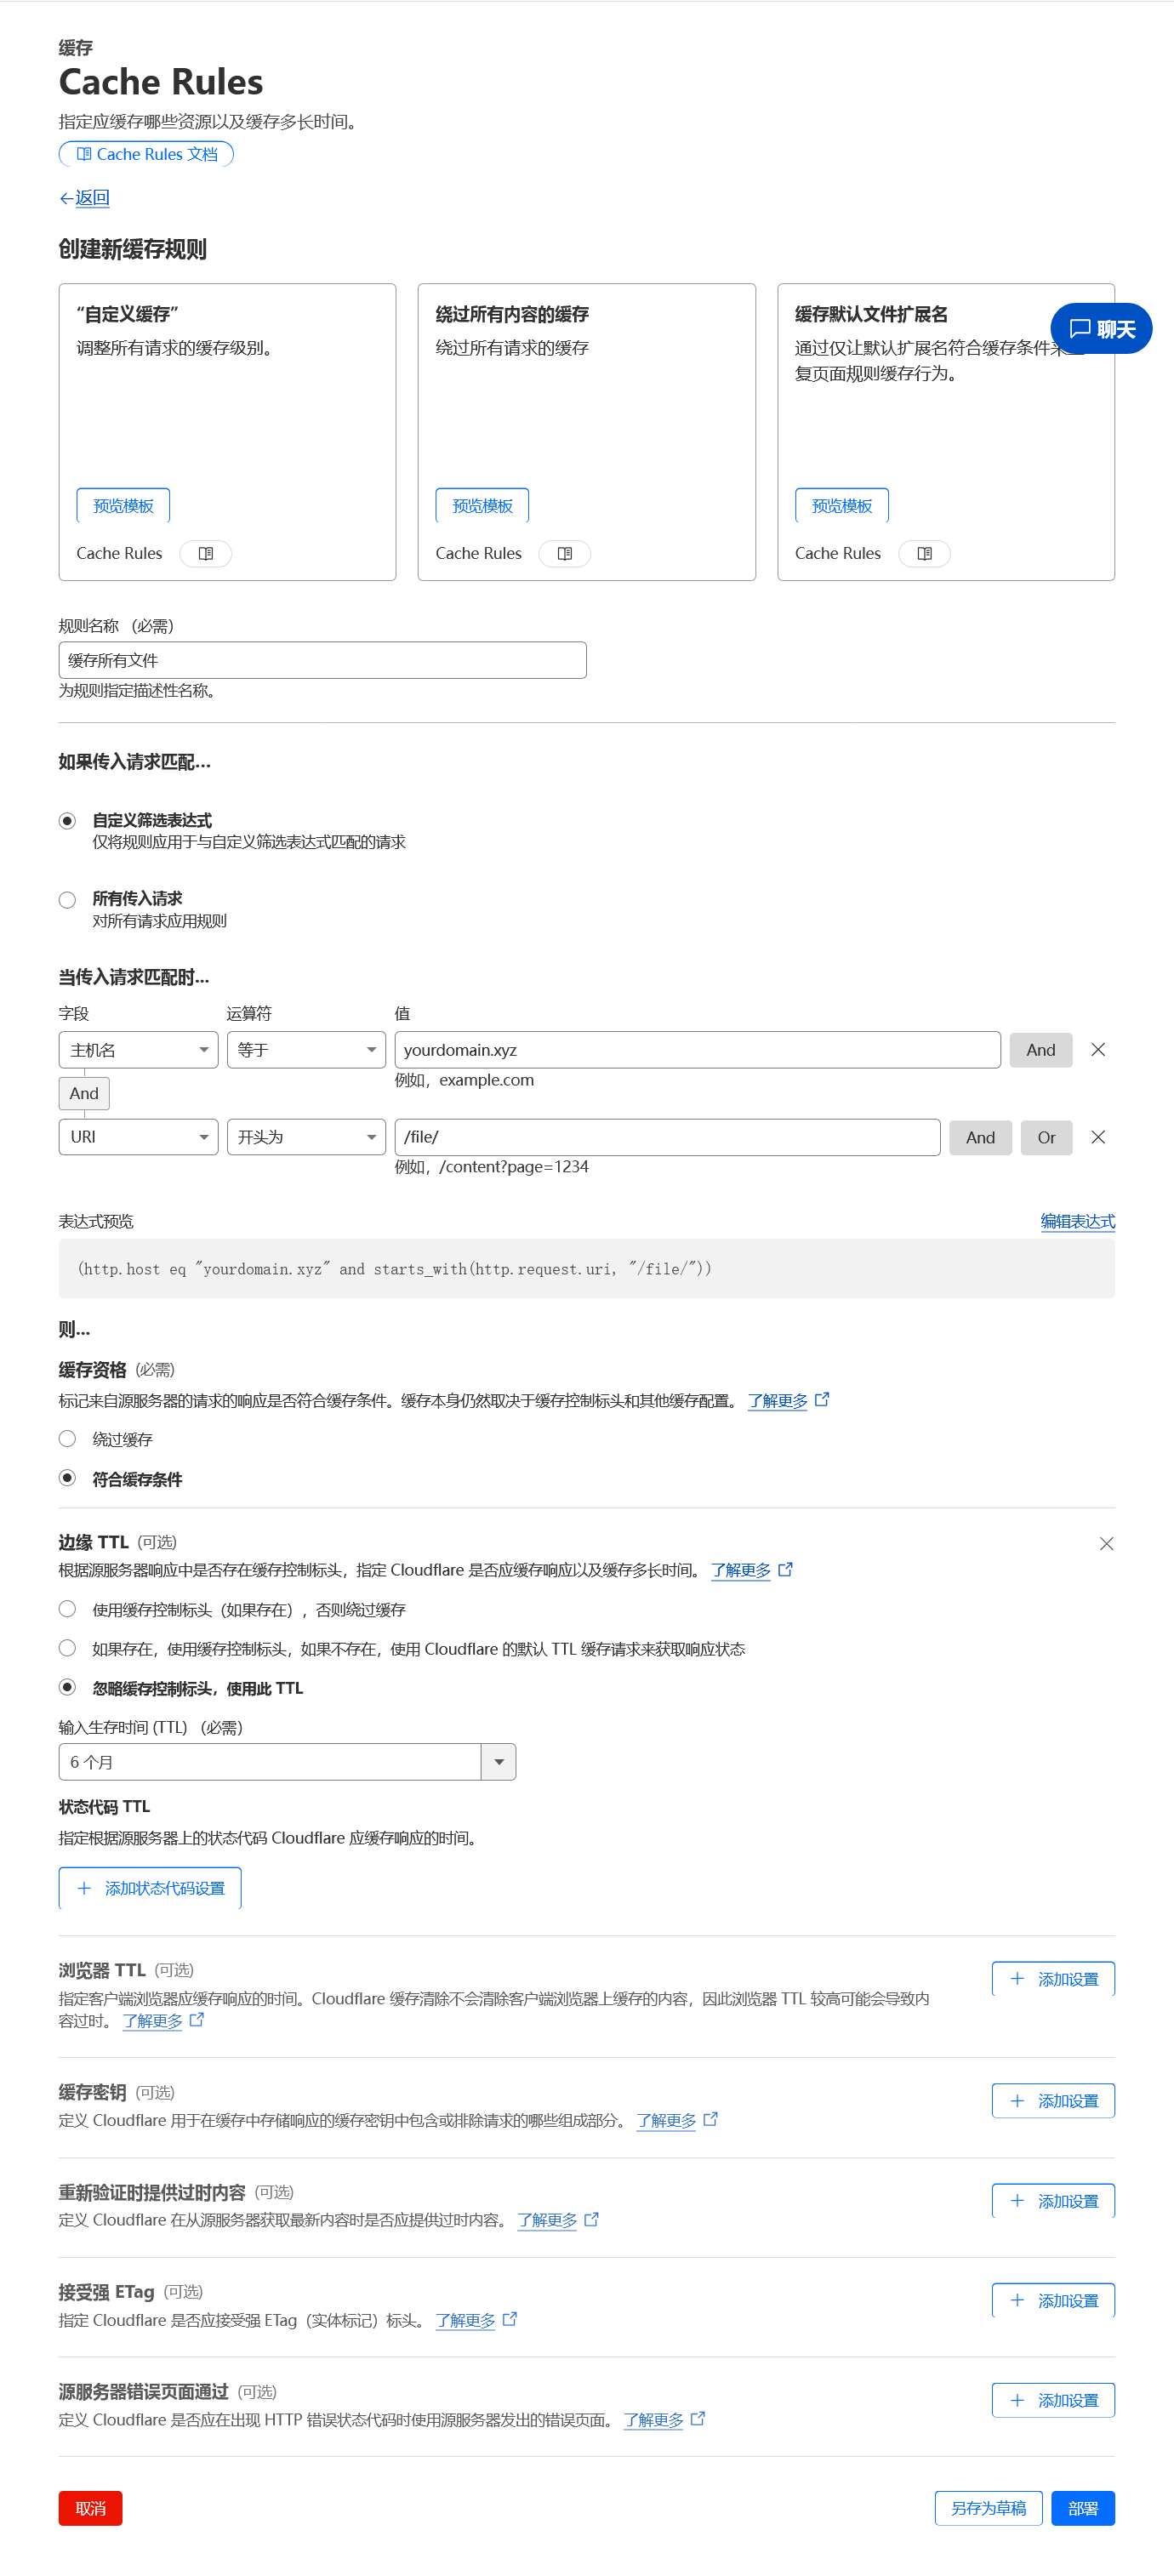 缓存
Cache Rules
指定应缓存哪些资源以及缓存多长时间。
Cache Rules 文档
返回
创建新缓存规则
“自定义缓存”
调整所有请求的缓存级别。
预览模板
Cache Rules
绕过所有内容的缓存
绕过所有请求的缓存
预览模板
Cache Rules
缓存默认文件扩展名
通过仅让默认扩展名符合缓存条件来
复页面规则缓存行为。
预览模板
Cache Rules
聊天
规则名称 （必需）
缓存所有文件
为规则指定描述性名称。
如果传入请求匹配...
自定义筛选表达式
仅将规则应用于与自定义筛选表达式匹配的请求
所有传入请求
对所有请求应用规则
当传入请求匹配时...
字段 运算符 值
主机名 等于 yourdomain.xyz And
例如，example.com
And
URI 开头为 /file/ And Or
例如，/content?page=1234
表达式预览 编辑表达式
(http.host eq "yourdomain.xyz" and starts_with(http.request.uri, "/file/"))
则...
缓存资格 (必需)
标记来自源服务器的请求的响应是否符合缓存条件。缓存本身仍然取决于缓存控制标头和其他缓存配置。 了解更多
绕过缓存
符合缓存条件
边缘 TTL (可选)
根据源服务器响应中是否存在缓存控制标头，指定 Cloudflare 是否应缓存响应以及缓存多长时间。 了解更多
使用缓存控制标头（如果存在），否则绕过缓存
如果存在，使用缓存控制标头，如果不存在，使用 Cloudflare 的默认 TTL 缓存请求来获取响应状态
忽略缓存控制标头，使用此 TTL
输入生存时间 (TTL) （必需）
6 个月
状态代码 TTL
指定根据源服务器上的状态代码 Cloudflare 应缓存响应的时间。
添加状态代码设置
浏览器 TTL (可选) 添加设置
指定客户端浏览器应缓存响应的时间。Cloudflare 缓存清除不会清除客户端浏览器上缓存的内容，因此浏览器 TTL 较高可能会导致内
容过时。 了解更多
缓存密钥 (可选) 添加设置
定义 Cloudflare 用于在缓存中存储响应的缓存密钥中包含或排除请求的哪些组成部分。 了解更多
重新验证时提供过时内容 (可选) 添加设置
定义 Cloudflare 在从源服务器获取最新内容时是否应提供过时内容。 了解更多
接受强 ETag (可选) 添加设置
指定 Cloudflare 是否应接受强 ETag（实体标记）标头。 了解更多
源服务器错误页面通过 (可选) 添加设置
定义 Cloudflare 是否应在出现 HTTP 错误状态代码时使用源服务器发出的错误页面。 了解更多
取消 另存为草稿 部署